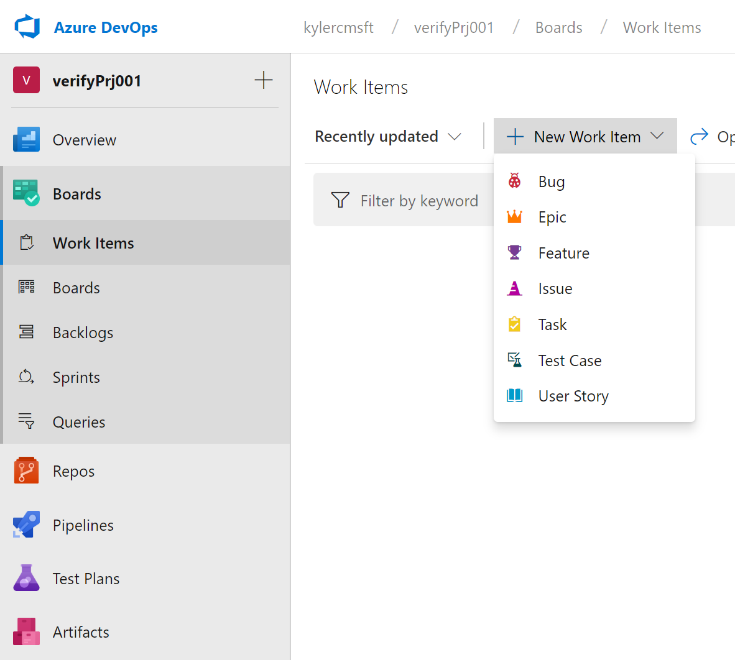 Azure DevOps
kylercmsft / verifyPrj001 / Boards / Work Items
V verifyPrj001
Overview
Boards
Work Items
Boards
Backlogs
Sprints
Queries
Repos
Pipelines
Test Plans
Artifacts
Work Items
Recently updated
New Work Item
Op
Filter by keyword
Bug
Epic
Feature
Issue
Task
Test Case
User Story